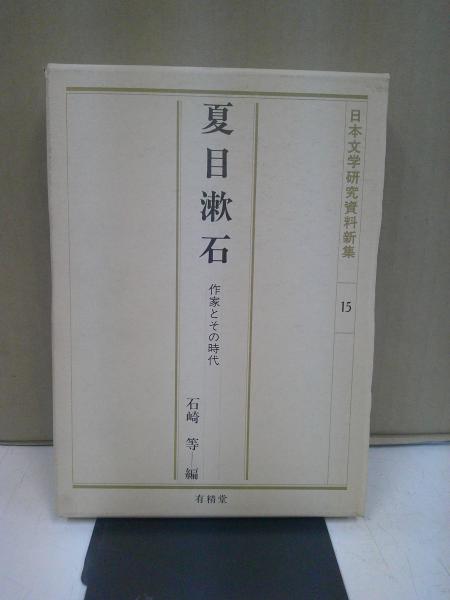 日本文学研究資料新集
15
夏目漱石
作家とその時代
石崎 等―編
有精堂